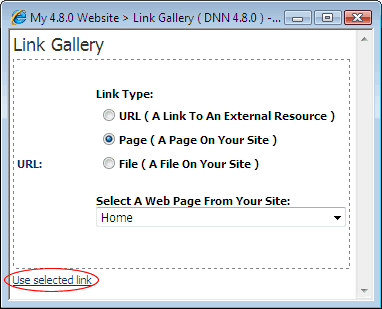 My 4.8.0 Website > Link Gallery ( DNN 4.8.0 ) -...
Link Gallery
Link Type:
URL ( A Link To An External Resource )
Page ( A Page On Your Site )
File ( A File On Your Site )
URL:
Select A Web Page From Your Site:
Home
Use selected link